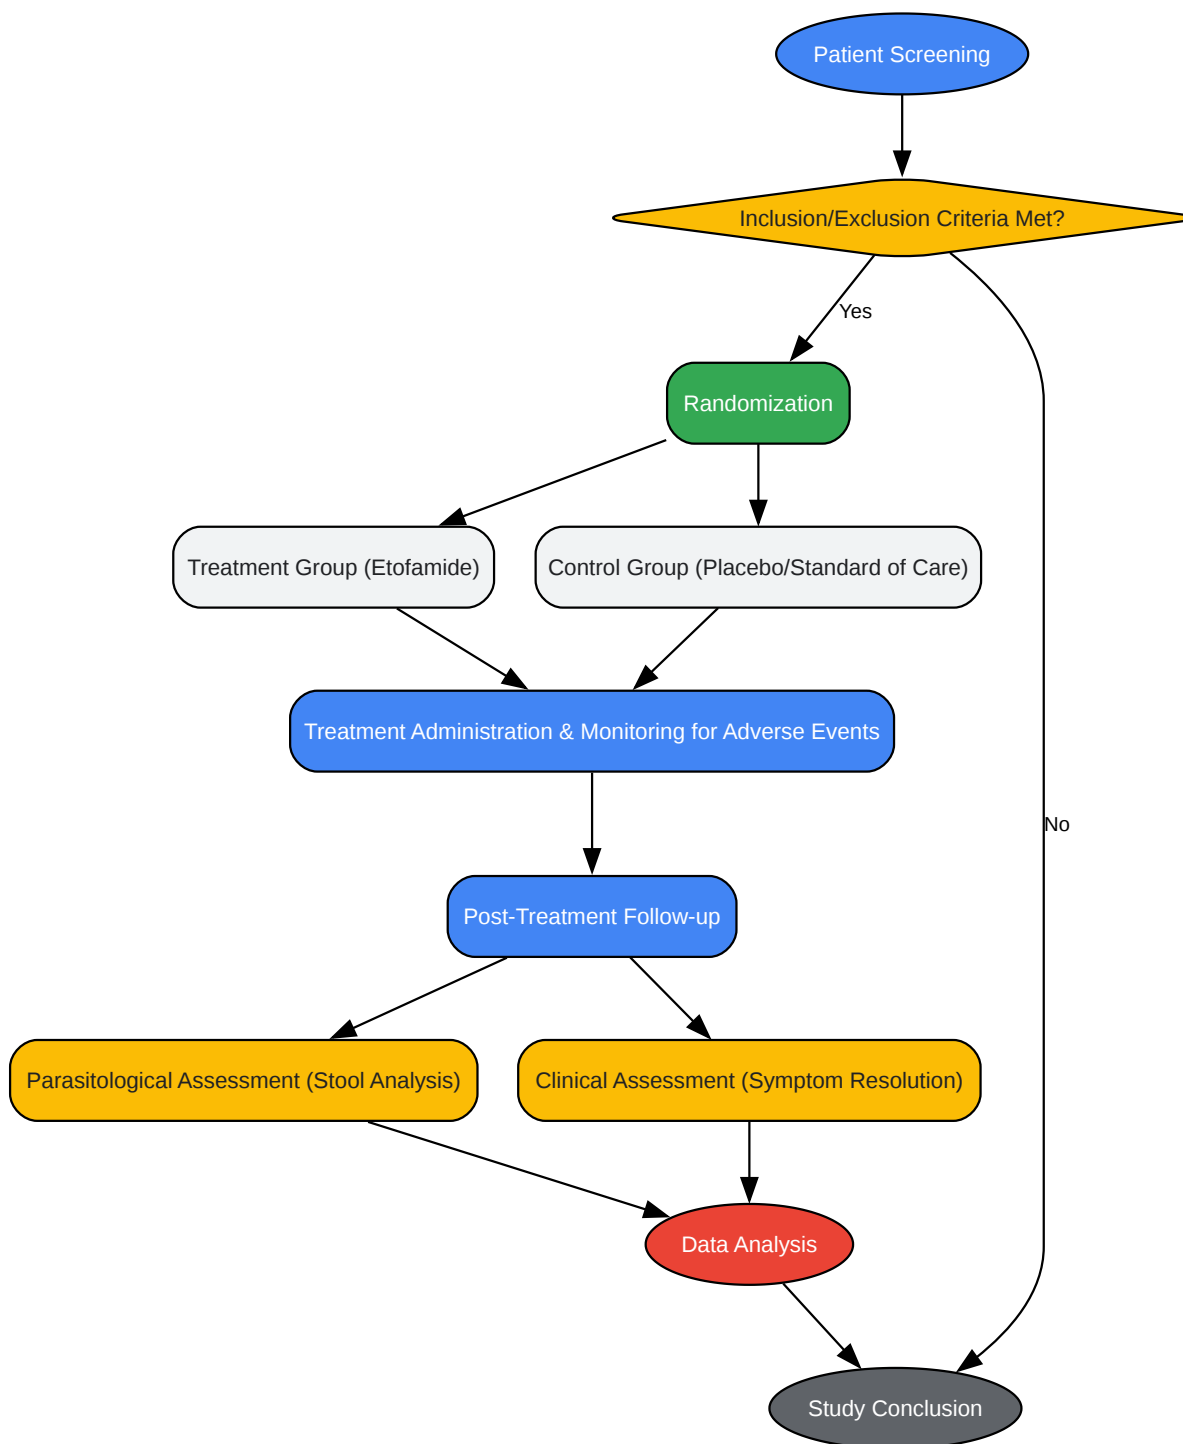 Patient Screening
Inclusion/Exclusion Criteria Met?
Yes
Randomization
Treatment Group (Etofamide)
Control Group (Placebo/Standard of Care)
Treatment Administration & Monitoring for Adverse Events
No
Post-Treatment Follow-up
Parasitological Assessment (Stool Analysis)
Clinical Assessment (Symptom Resolution)
Data Analysis
Study Conclusion